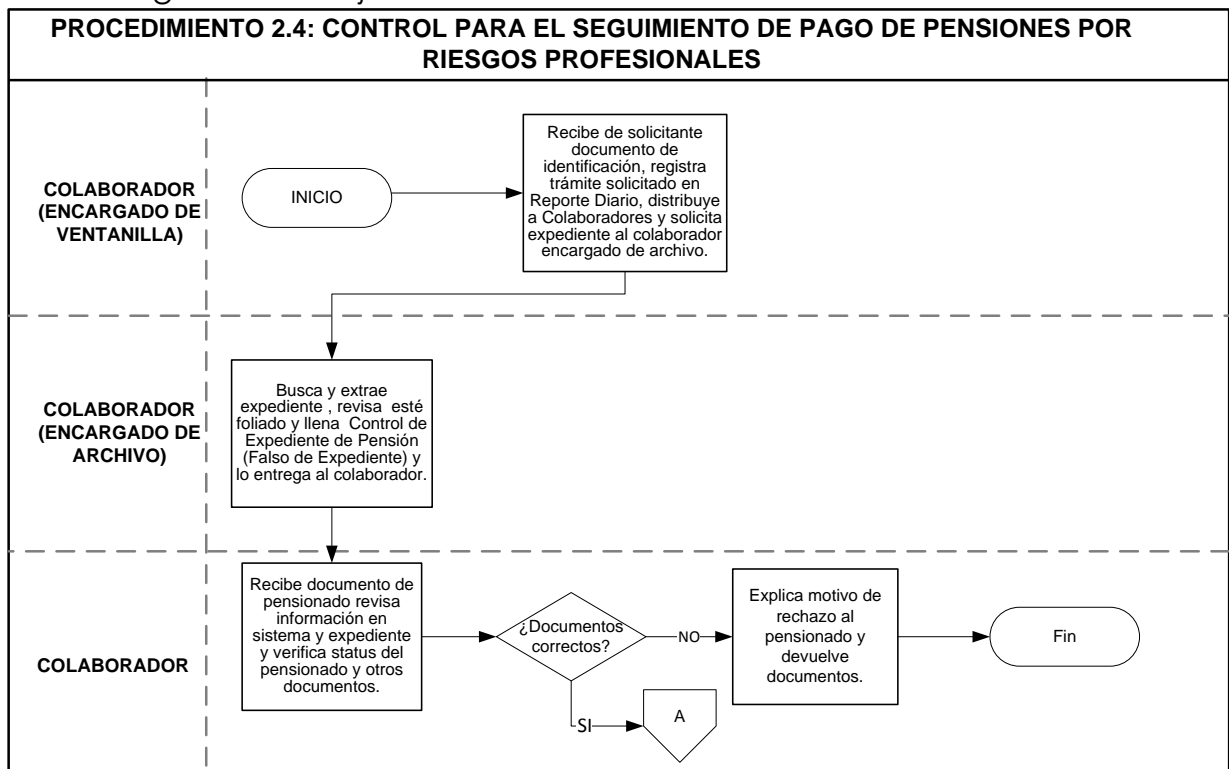 PROCEDIMIENTO 2.4: CONTROL PARA EL SEGUIMIENTO DE PAGO DE PENSIONES POR
RIESGOS PROFESIONALES
COLABORADOR
(ENCARGADO DE
VENTANILLA)
INICIO
Recibe de solicitante
documento de
identificación, registra
trámite solicitado en
Reporte Diario, distribuye
a Colaboradores y solicita
expediente al colaborador
encargado de archivo.
COLABORADOR
(ENCARGADO DE
ARCHIVO)
Busca y extrae
expediente , revisa esté
foliado y llena Control de
Expediente de Pensión
(Falso de Expediente) y
lo entrega al colaborador.
COLABORADOR
Recibe documento de
pensionado revisa
información en
sistema y expediente
y verifica status del
pensionado y otros
documentos.
¿Documentos
correctos?
NO
SI
A
Explica motivo de
rechazo al
pensionado y
devuelve
documentos.
Fin